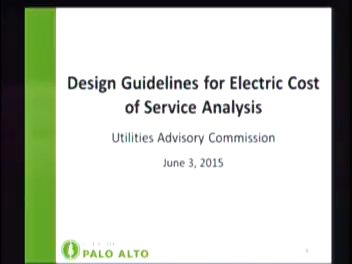 Design Guidelines for Electric Cost
of Service Analysis
Utilities Advisory Commission
June 3, 2015
PALO ALTO